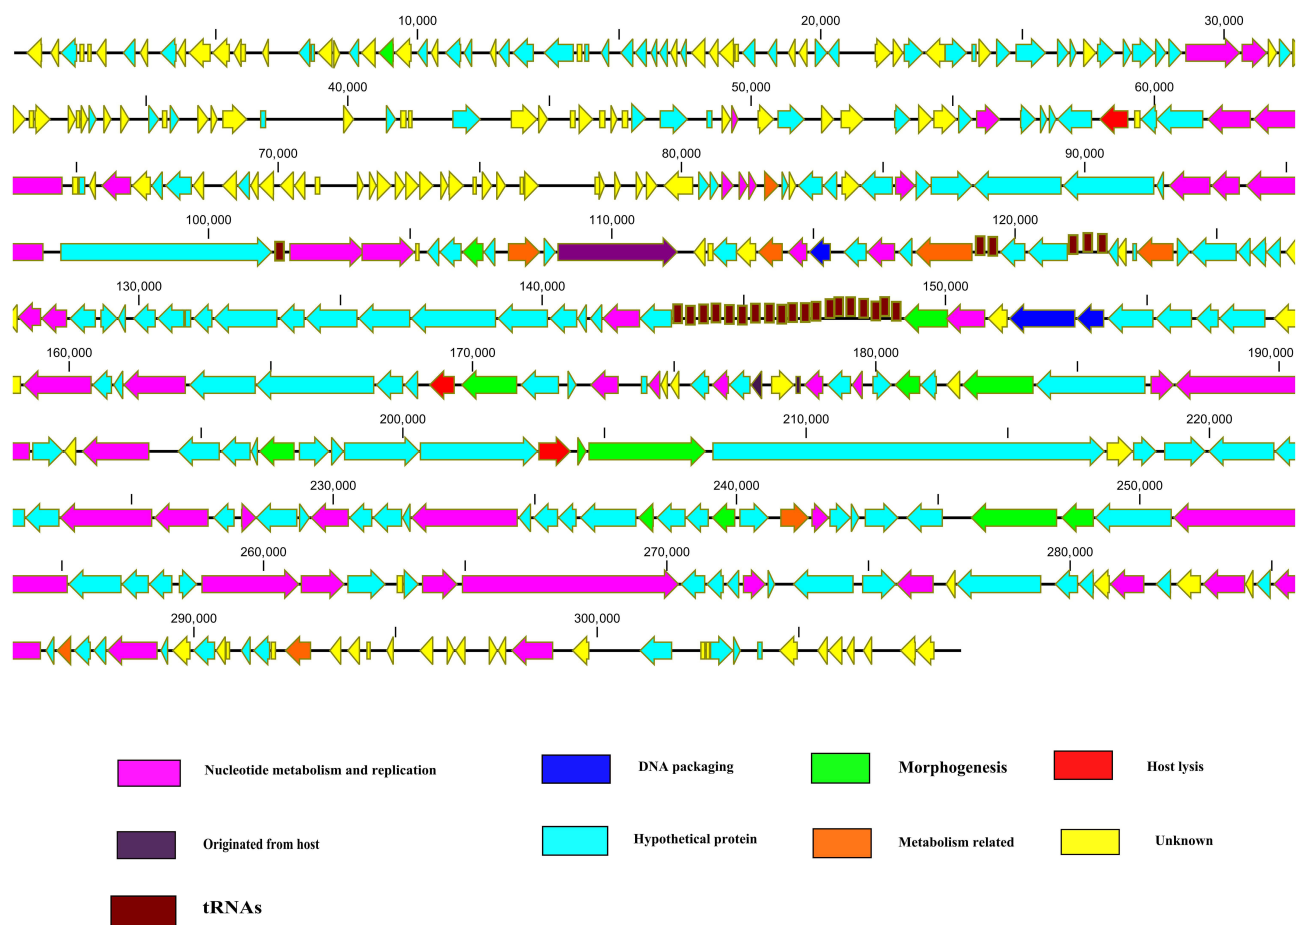 10,000 20,000 30,000
40,000 50,000 60,000
70,000 80,000 90,000
100,000 110,000 120,000
130,000 140,000 150,000
160,000 170,000 180,000 190,000
200,000 210,000 220,000
230,000 240,000 250,000
260,000 270,000 280,000
290,000 300,000
Nucleotide metabolism and replication DNA packaging Morphogenesis Host lysis
Originated from host Hypothetical protein Metabolism related Unknown
tRNAs